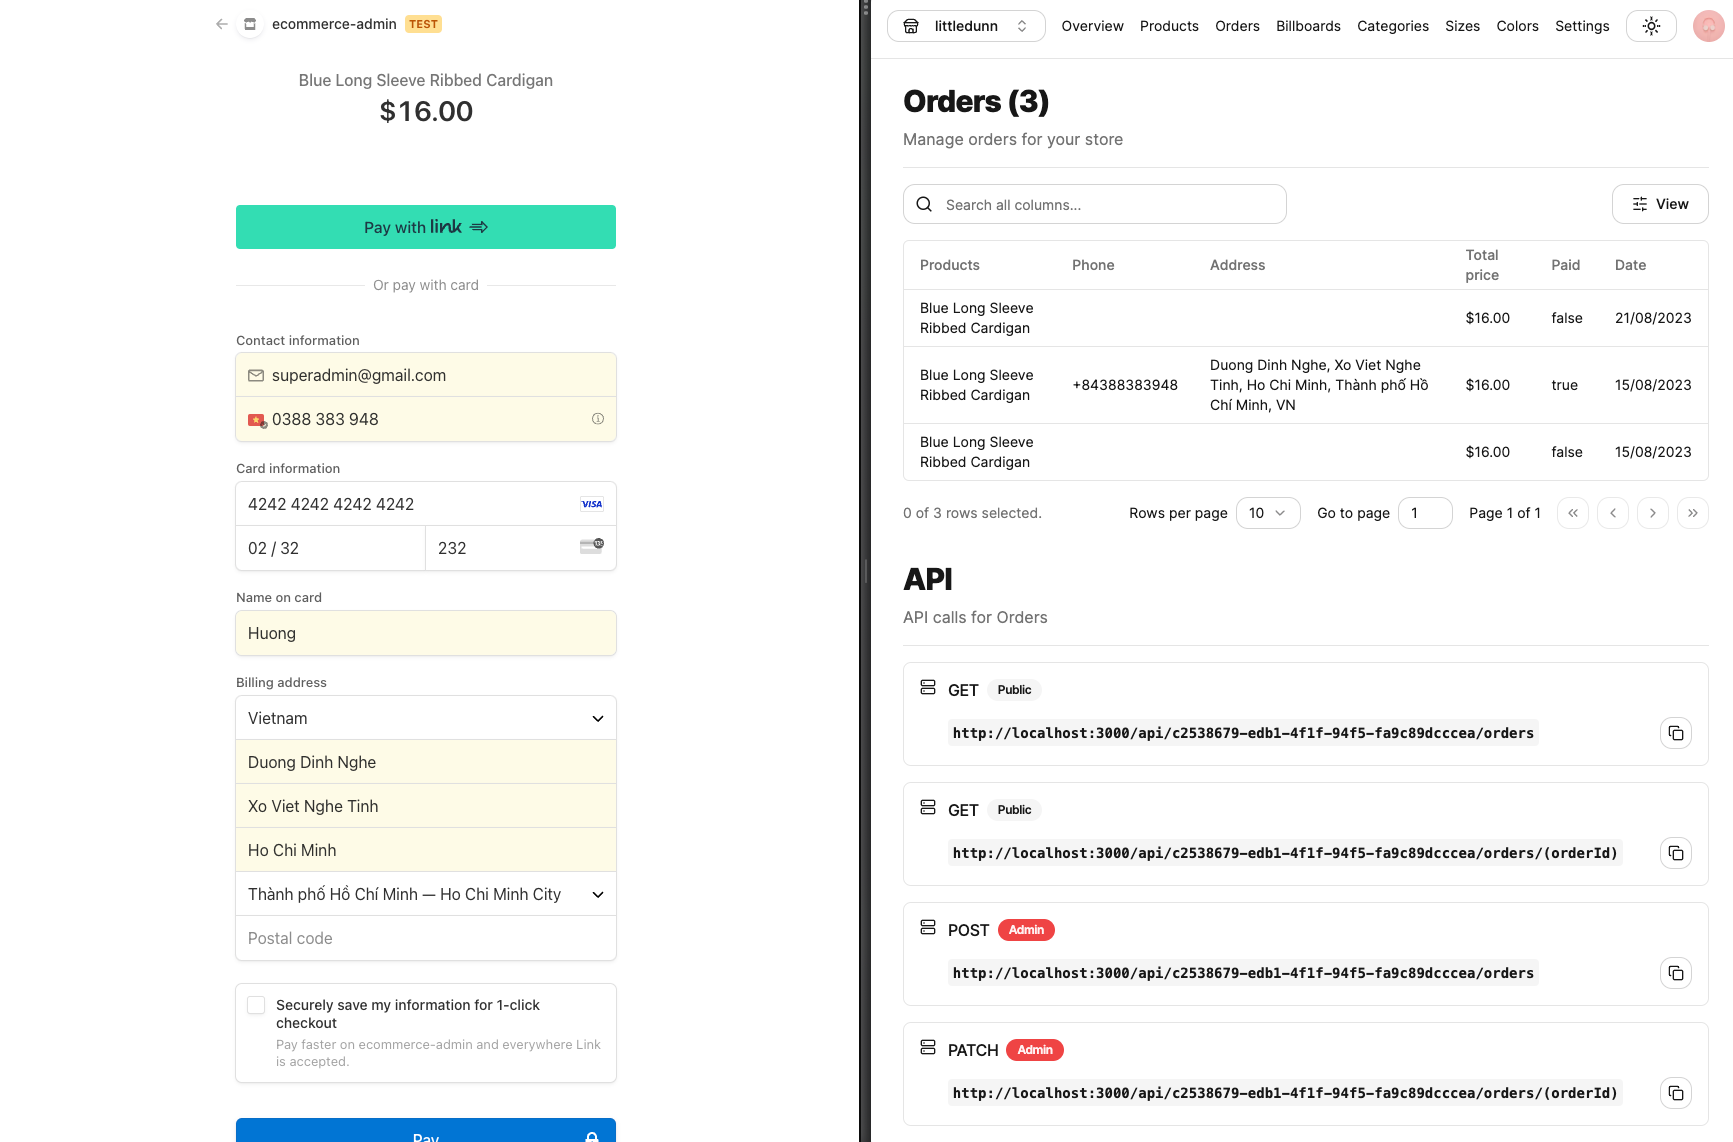 ecommerce-admin TEST
Blue Long Sleeve Ribbed Cardigan
$16.00
Pay with link
Or pay with card
Contact information
superadmin@gmail.com
0388 383 948
Card information
4242 4242 4242 4242 VISA
02 / 32
232
Name on card
Huong
Billing address
Vietnam
Duong Dinh Nghe
Xo Viet Nghe Tinh
Ho Chi Minh
Thành phố Hồ Chí Minh — Ho Chi Minh City
Postal code
Securely save my information for 1-click
checkout
Pay faster on ecommerce-admin and everywhere Link
is accepted.
Pay
littledunn Overview Products Orders Billboards Categories Sizes Colors Settings
Orders (3)
Manage orders for your store
Search all columns...
View
Products Phone Address Total price Paid Date
Blue Long Sleeve
Ribbed Cardigan
$16.00 false 21/08/2023
Blue Long Sleeve
Ribbed Cardigan
+84388383948
Duong Dinh Nghe, Xo Viet Nghe
Tinh, Ho Chi Minh, Thành phố Hồ
Chí Minh, VN
$16.00 true 15/08/2023
Blue Long Sleeve
Ribbed Cardigan
$16.00 false 15/08/2023
0 of 3 rows selected.
Rows per page 10 Go to page 1 Page 1 of 1
API
API calls for Orders
GET Public
http://localhost:3000/api/c2538679-edb1-4f1f-94f5-fa9c89dcccea/orders
GET Public
http://localhost:3000/api/c2538679-edb1-4f1f-94f5-fa9c89dcccea/orders/(orderId)
POST Admin
http://localhost:3000/api/c2538679-edb1-4f1f-94f5-fa9c89dcccea/orders
PATCH Admin
http://localhost:3000/api/c2538679-edb1-4f1f-94f5-fa9c89dcccea/orders/(orderId)